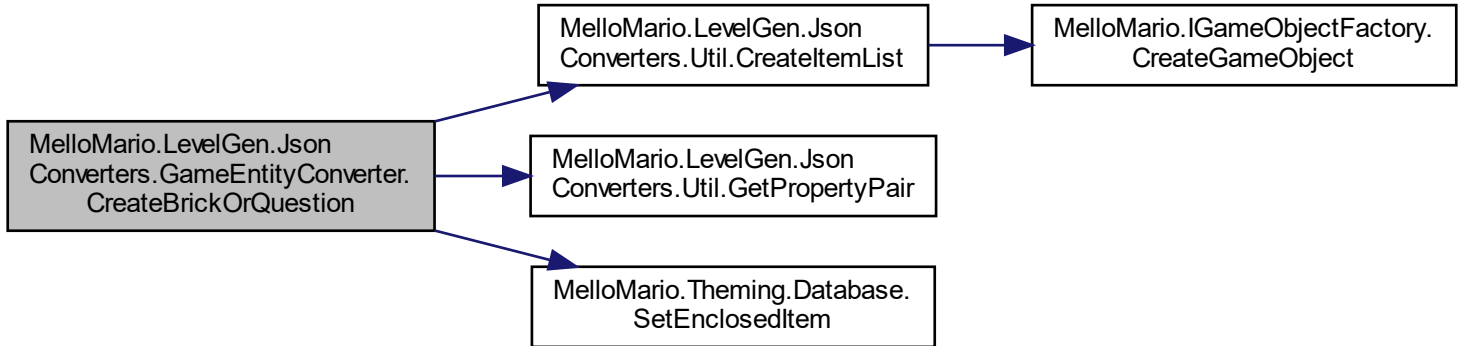 MelloMario.LevelGen.Json
Converters.Util.CreateItemList
MelloMario.IGameObjectFactory.
CreateGameObject
MelloMario.LevelGen.Json
Converters.GameEntityConverter.
CreateBrickOrQuestion
MelloMario.LevelGen.Json
Converters.Util.GetPropertyPair
MelloMario.Theming.Database.
SetEnclosedItem